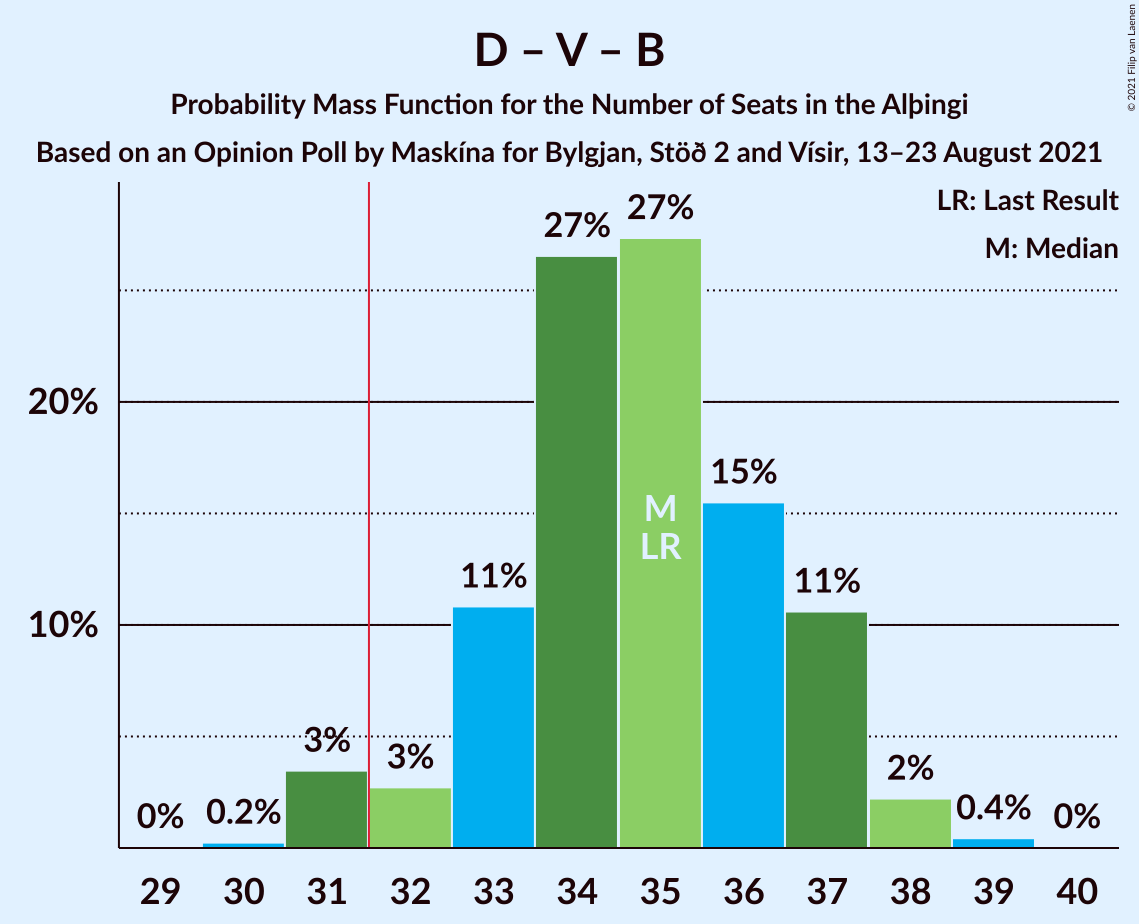 D – V – B
Probability Mass Function for the Number of Seats in the Alþingi
Based on an Opinion Poll by Maskína for Bylgjan, Stöð 2 and Vísir, 13–23 August 2021
© 2021 Filip van Laenen
LR: Last Result
M: Median
27%
27%
20%
15%
M
LR
11%
11%
10%
3%
3%
2%
0%
0.2%
0.4%
0%
29 30 31 32 33 34 35 36 37 38 39 40